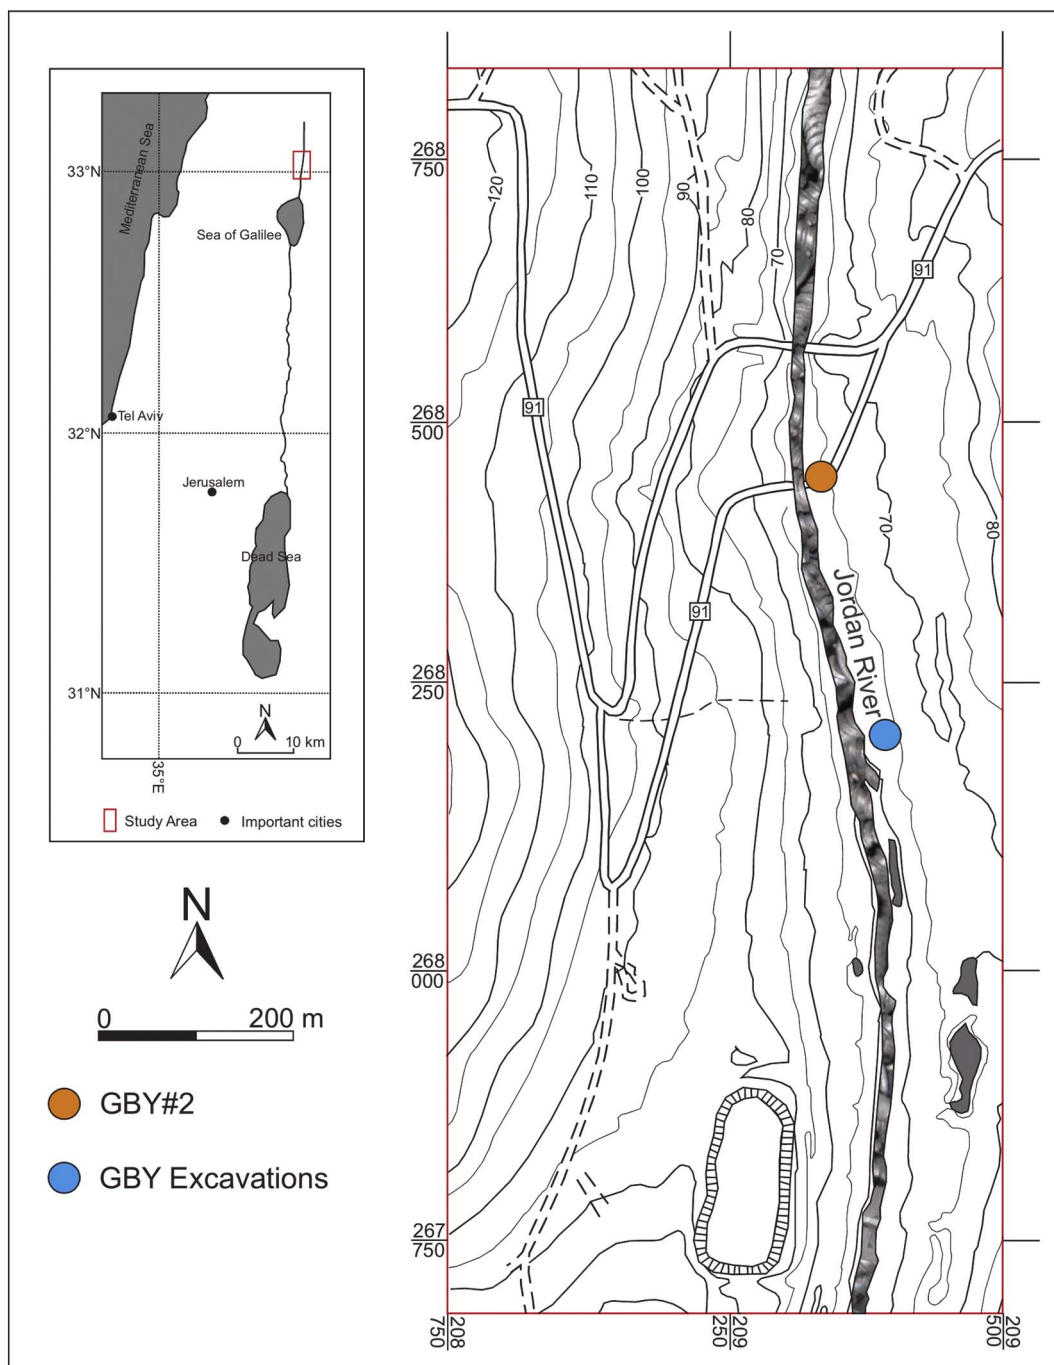 Mediterranean Sea
33°N
Sea of Galilee
Tel Aviv
32°N
Jerusalem
Dead Sea
31°N
N
0 10 km
35°E
Study Area
Important cities
N
0 200 m
GBY#2
GBY Excavations
268
750
120
110
100
90
80
70
91
268
500
91
70
80
91
Jordan River
268
250
268
000
267
750
208
750
209
250
209
500